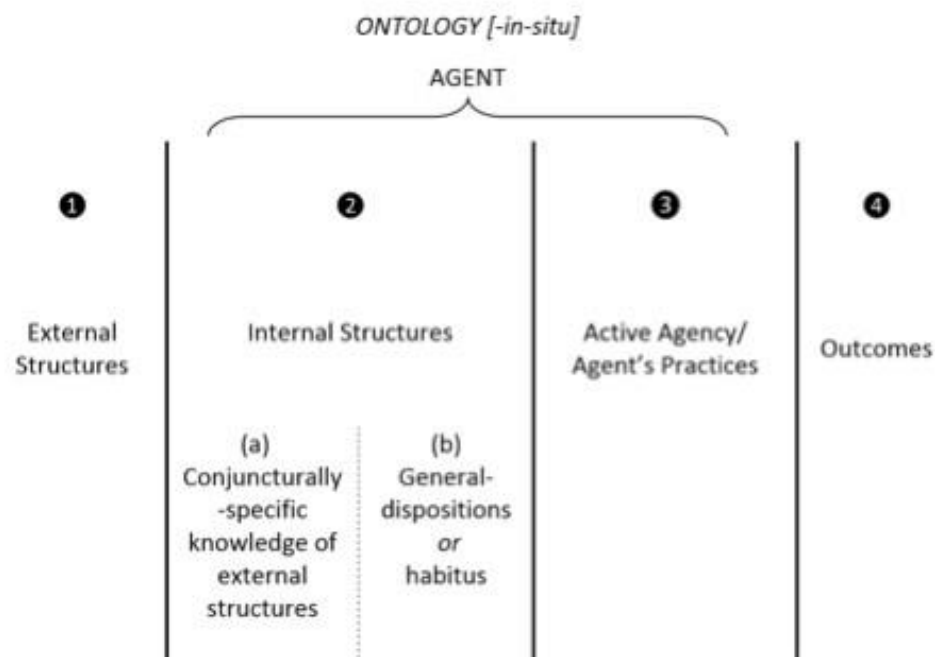 ONTOLOGY [-in-situ]
AGENT
❶
❷
❸
❹
External
Structures
Internal Structures
Active Agency/
Agent's Practices
Outcomes
(a)
Conjuncturally
-specific
knowledge of
external
structures
(b)
General-
dispositions
or
habitus